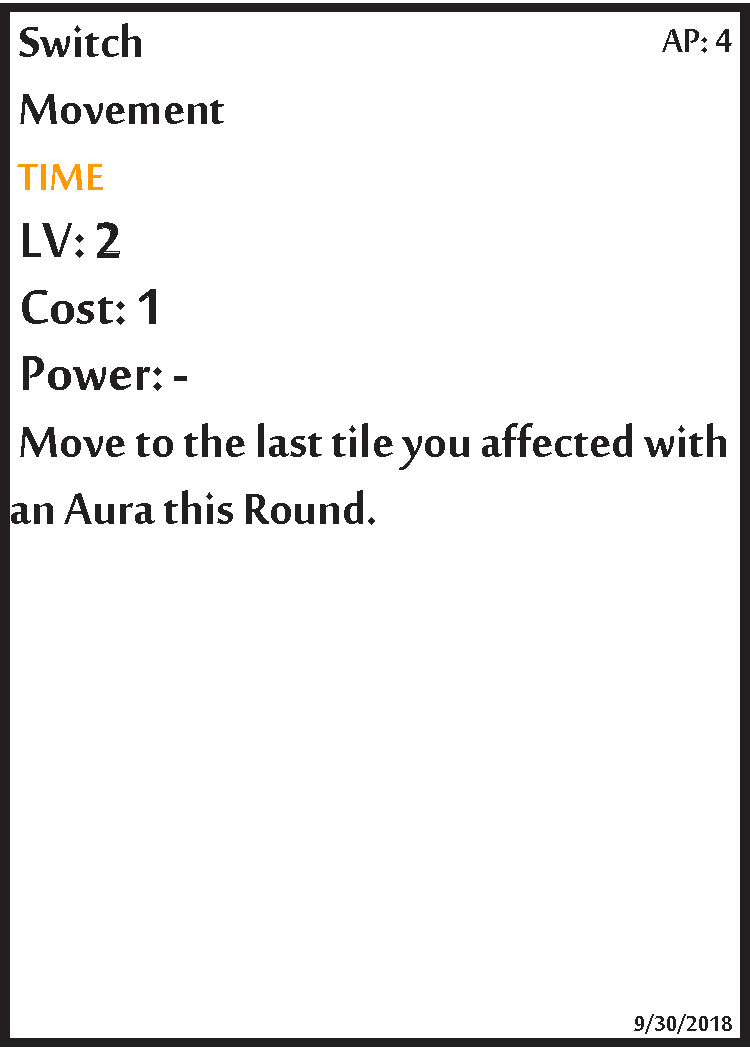 Switch
AP: 4
Movement
TIME
LV: 2
Cost: 1
Power: -
Move to the last tile you affected with
an Aura this Round.
9/30/2018